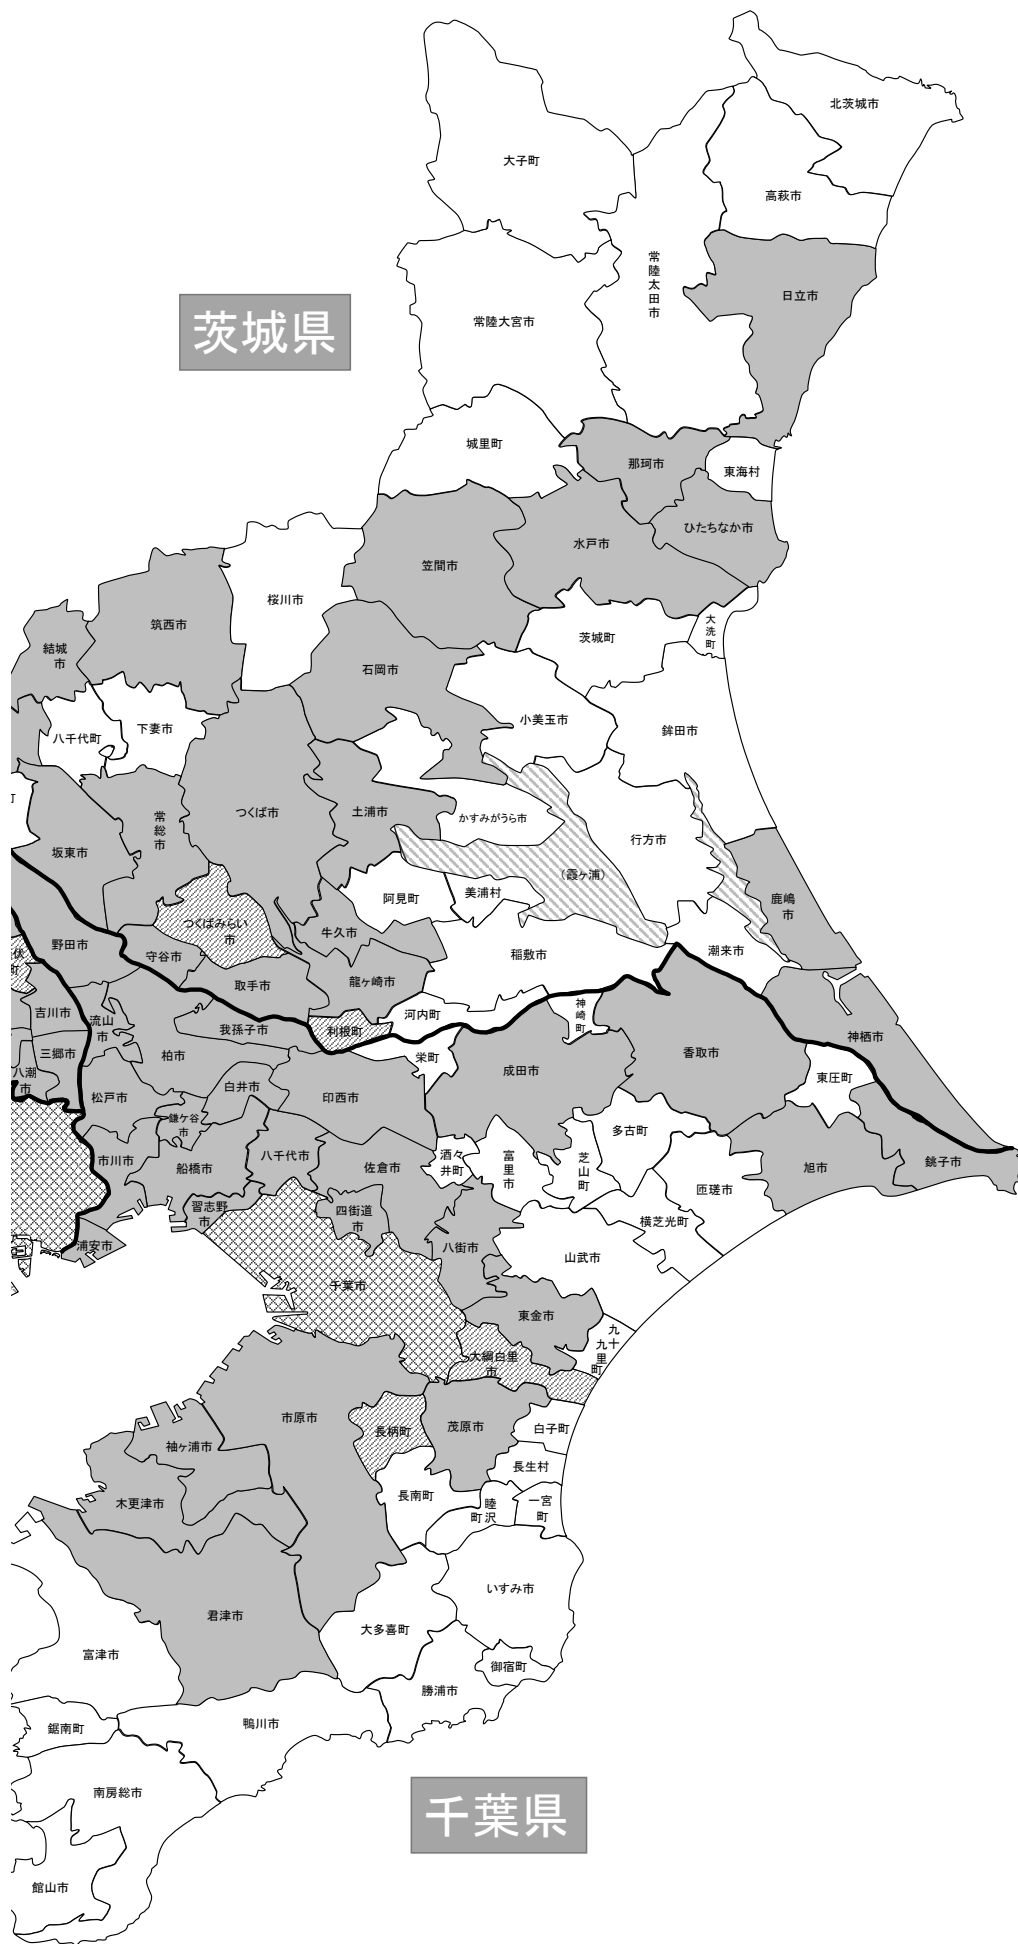 北茨城市
大子町
高萩市
常陸太田市
日立市
茨城県
常陸大宮市
城里町
那珂市
東海村
ひたちなか市
水戸市
笠間市
桜川市
筑西市
結城市
茨城町
大洗町
石岡市
小美玉市
鉾田市
下妻市
八千代町
町
つくば市
土浦市
かすみがうら市
常総市
行方市
坂東市
(霞ヶ浦)
阿見町
美浦村
鹿嶋市
つくばみらい市
牛久市
野田市
守谷市
稲敷市
潮来市
伏町
取手市
龍ヶ崎市
吉川市
流山市
我孫子市
利根町
河内町
神崎町
神栖市
三郷市
柏市
栄町
成田市
香取市
八潮市
松戸市
白井市
印西市
東庄町
鎌ケ谷市
多古町
市川市
船橋市
八千代市
佐倉市
酒々井町
富里市
芝山町
旭市
銚子市
匝瑳市
習志野市
四街道市
横芝光町
浦安市
八街市
山武市
千葉市
東金市
九十九里町
大網白里市
市原市
長柄町
茂原市
白子町
袖ヶ浦市
長生村
木更津市
長南町
睦沢町
一宮町
いすみ市
君津市
大多喜町
富津市
御宿町
勝浦市
鋸南町
鴨川市
南房総市
千葉県
館山市